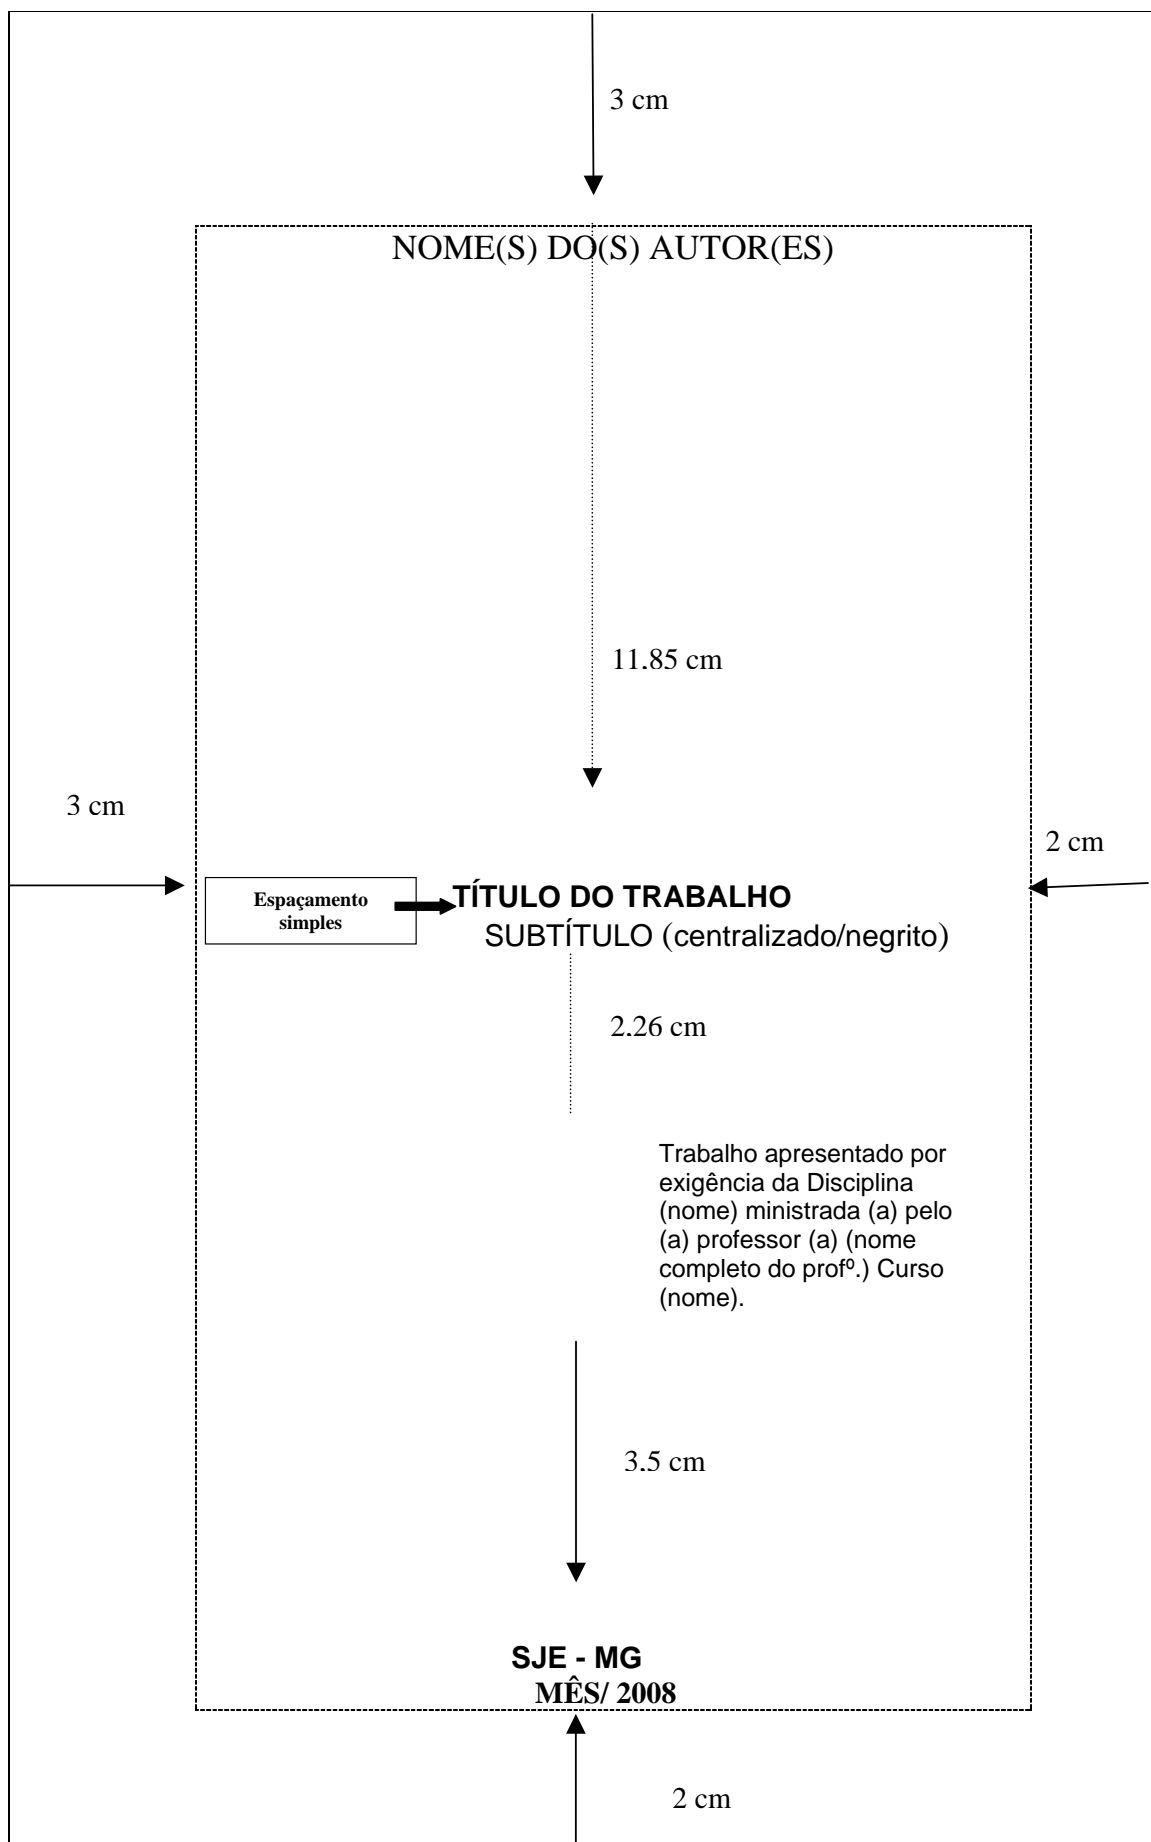 3 cm
NOME(S) DO(S) AUTOR(ES)
11.85 cm
3 cm
2 cm
Espaçamento
simples
TÍTULO DO TRABALHO
SUBTÍTULO (centralizado/negrito)
2.26 cm
Trabalho apresentado por
exigência da Disciplina
(nome) ministrada (a) pelo
(a) professor (a) (nome
completo do profº.) Curso
(nome).
3.5 cm
SJE - MG
MÊS/ 2008
2 cm